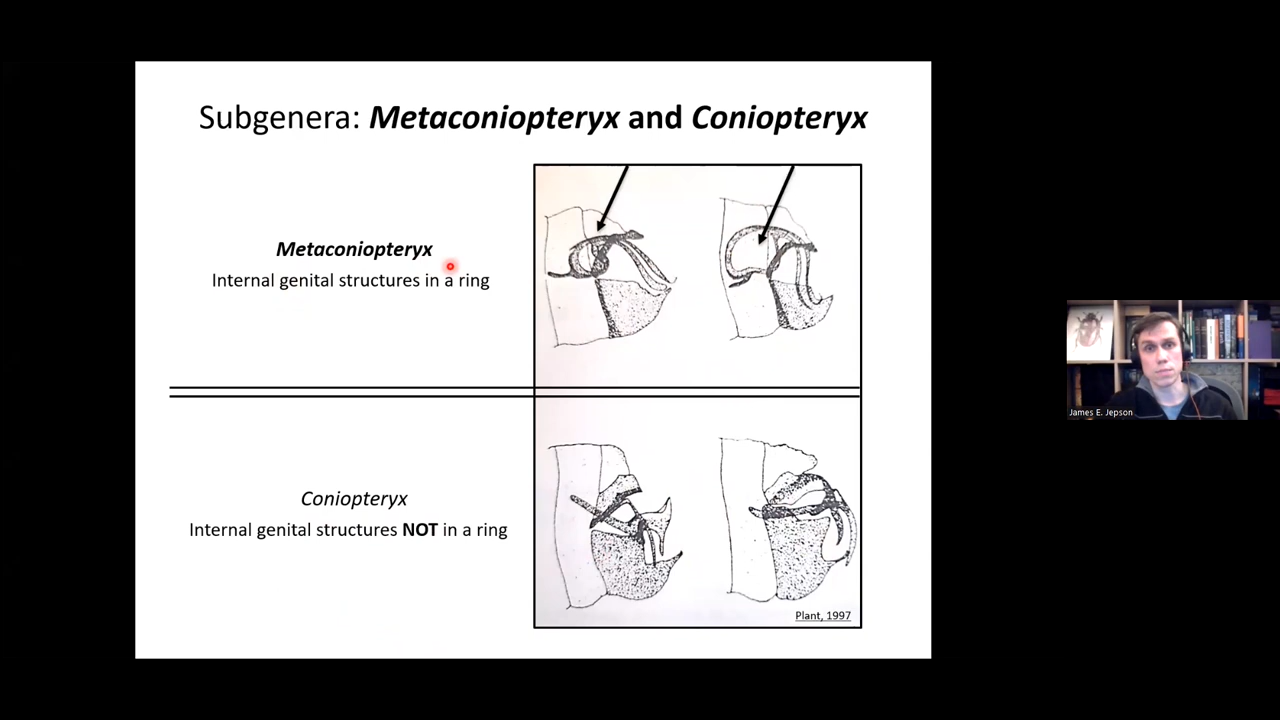 Subgenera: Metaconiopteryx and Coniopteryx
Metaconiopteryx
Internal genital structures in a ring
Coniopteryx
Internal genital structures NOT in a ring
Plant, 1997
James E. Jepson